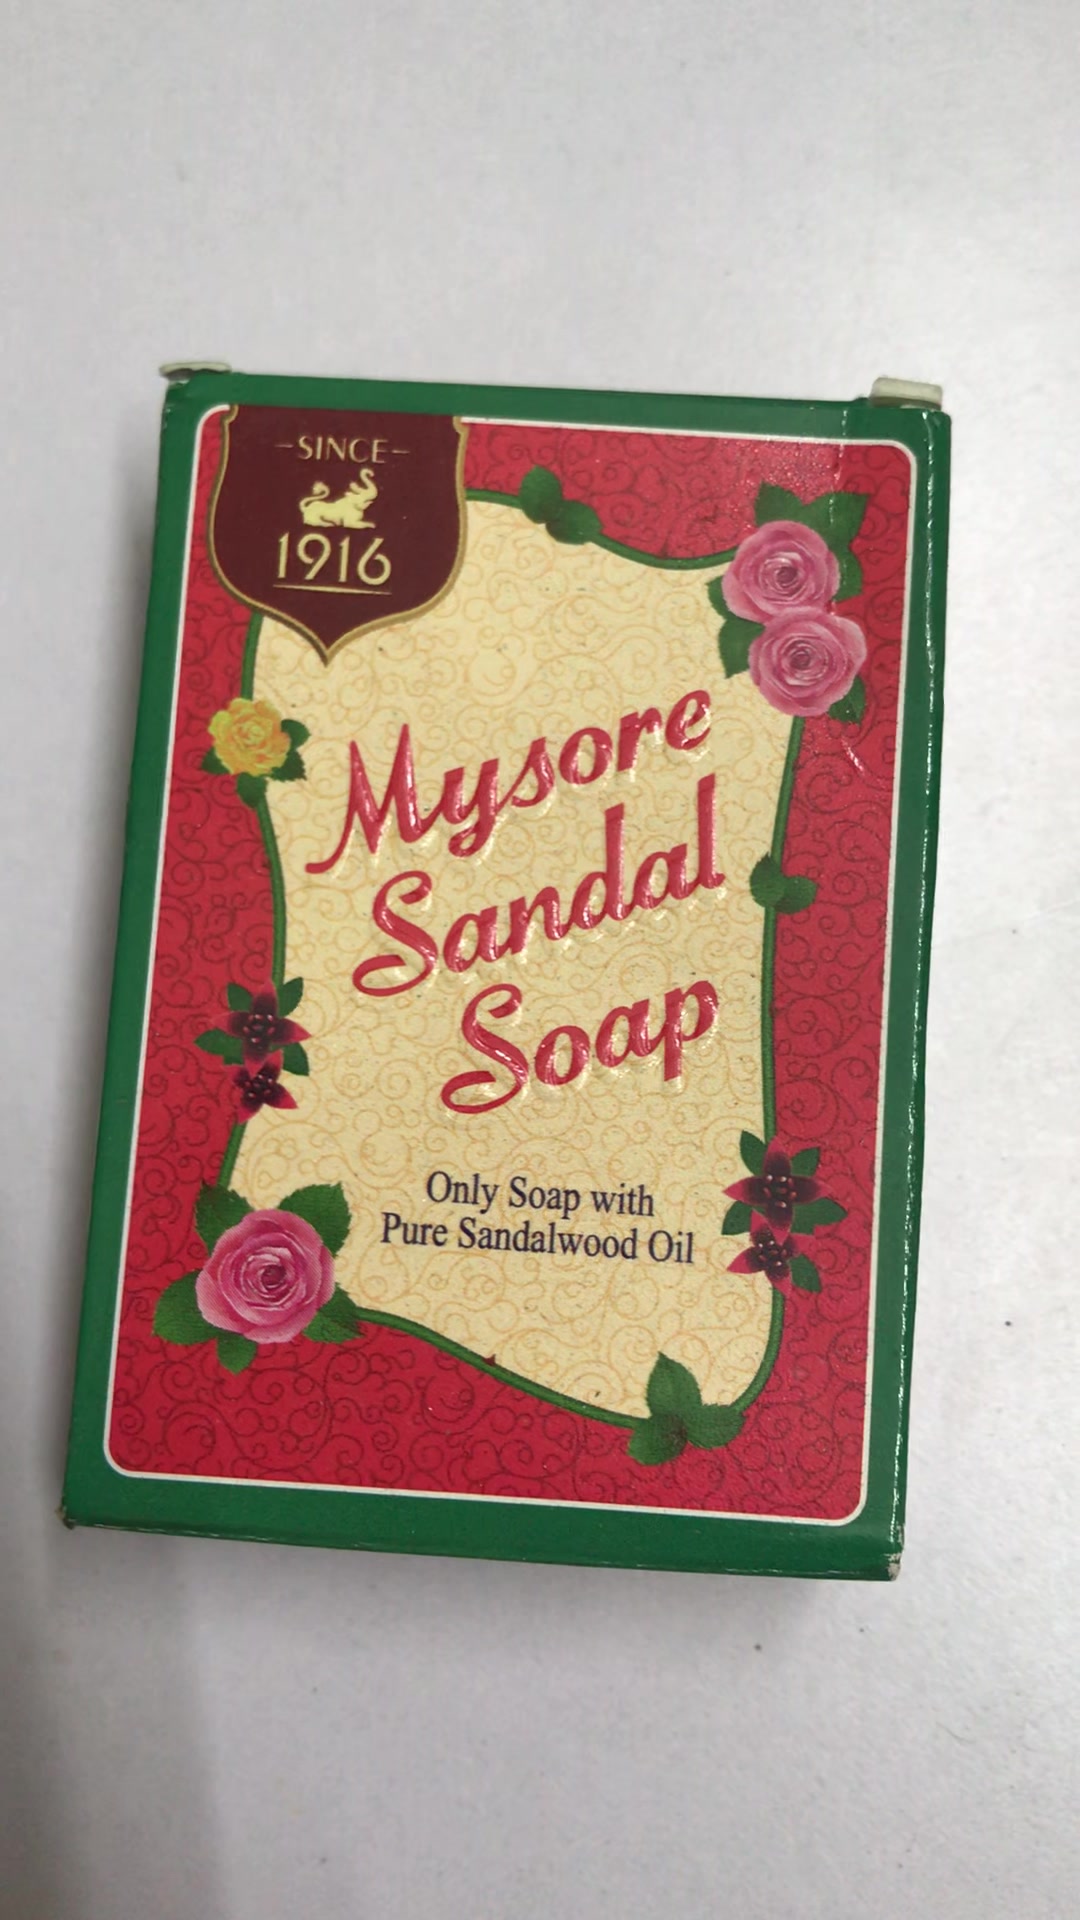 -SINCE-
1916
Mysore
Sandal
Soap
Only Soap with
Pure Sandalwood Oil